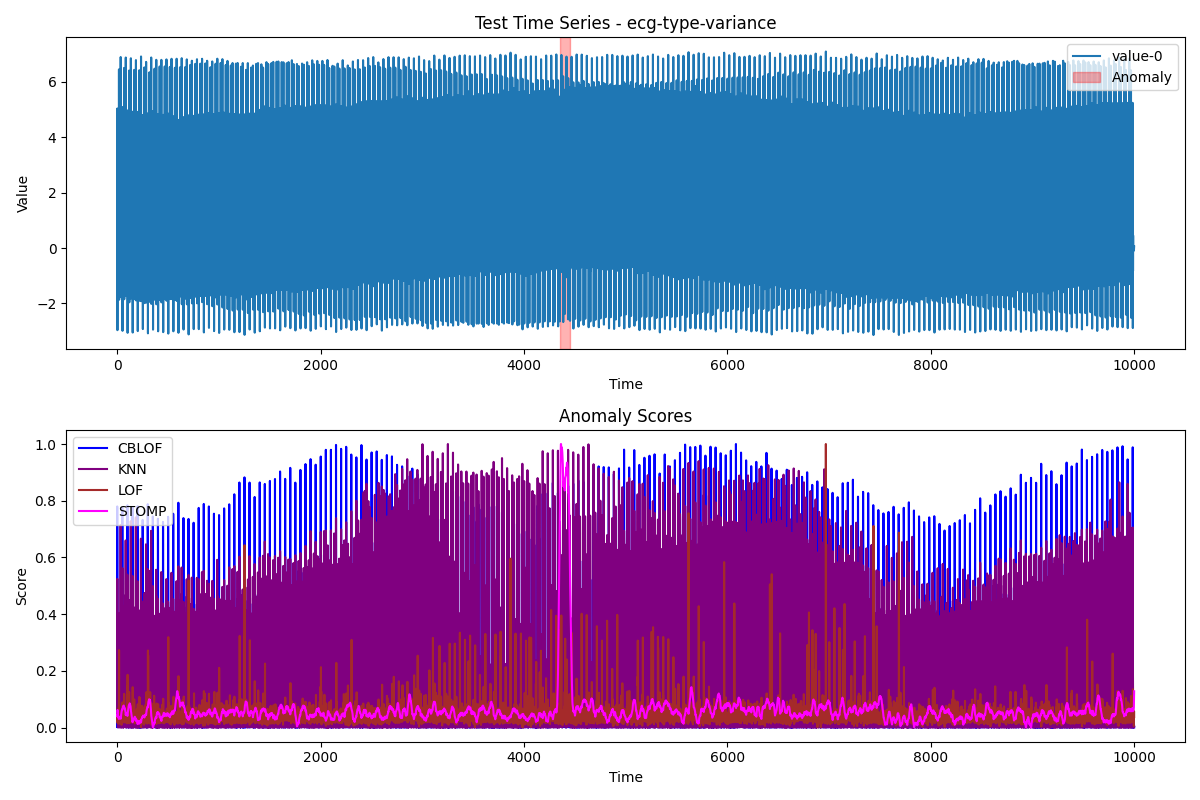 Test Time Series - ecg-type-variance
value-0
Anomaly
Value
6
4
2
0
−2
0
2000
4000
6000
8000
10000
Time
Anomaly Scores
CBLOF
KNN
LOF
STOMP
Score
1.0
0.8
0.6
0.4
0.2
0.0
0
2000
4000
6000
8000
10000
Time